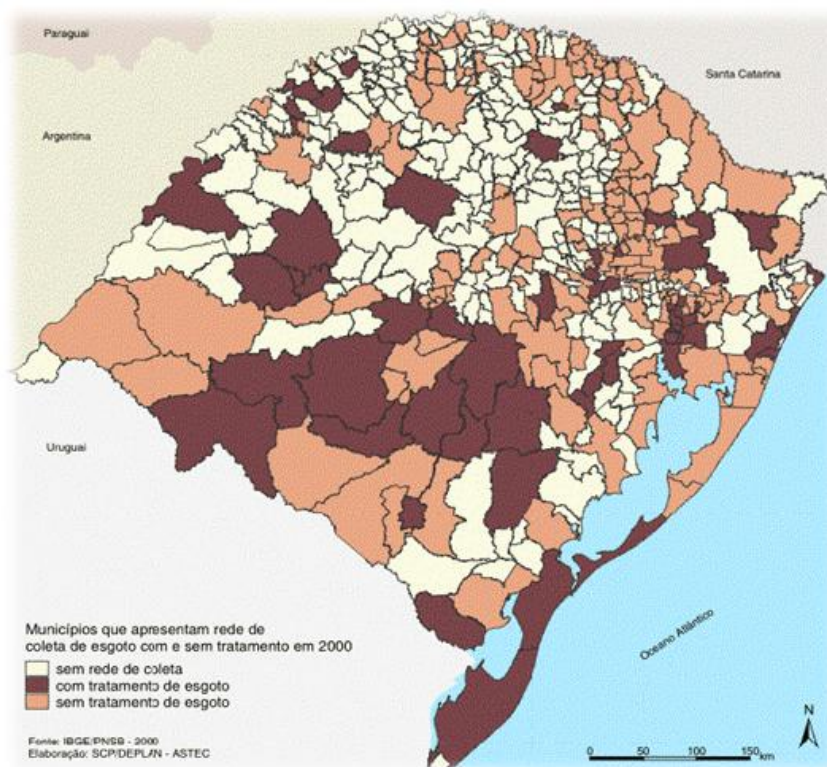 Paraguai
Santa Catarina
Argentina
Uruguai
Oceano Atlântico
Municípios que apresentam rede de
coleta de esgoto com e sem tratamento em 2000
sem rede de coleta
com tratamento de esgoto
sem tratamento de esgoto
Fonte: IBGE/PNSB - 2000
Elaboração: SCP/DEPLAN - ASTEC
N
0 50 100 150
km